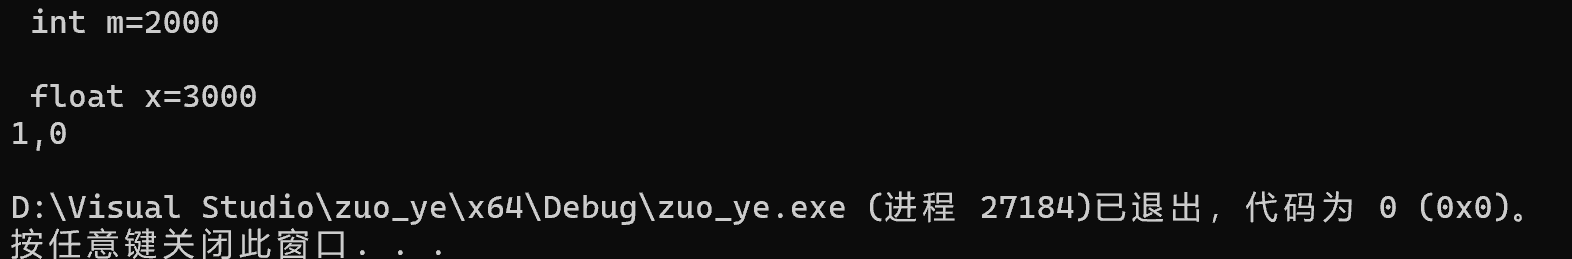 int m=2000
float x=3000
1,0
D:\Visual Studio\zuo_ye\x64\Debug\zuo_ye.exe (进程 27184)已退出，代码为 0 (0x0)。
按任意键关闭此窗口. . .